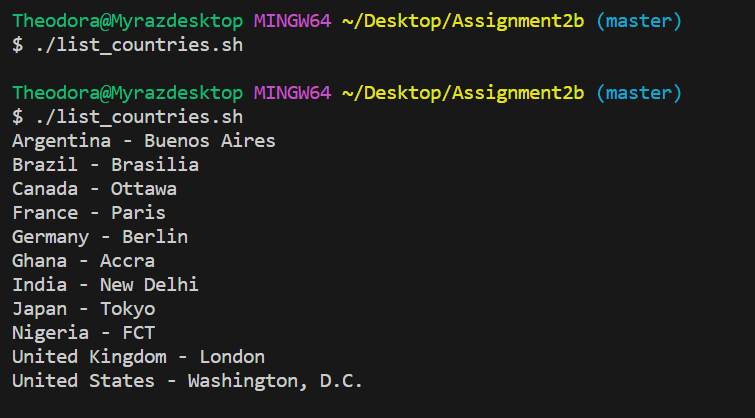 Theodora@Myrazdesktop MINGW64 ~/Desktop/Assignment2b (master)
$ ./list_countries.sh
Theodora@Myrazdesktop MINGW64 ~/Desktop/Assignment2b (master)
$ ./list_countries.sh
Argentina - Buenos Aires
Brazil - Brasilia
Canada - Ottawa
France - Paris
Germany - Berlin
Ghana - Accra
India - New Delhi
Japan - Tokyo
Nigeria - FCT
United Kingdom - London
United States - Washington, D.C.